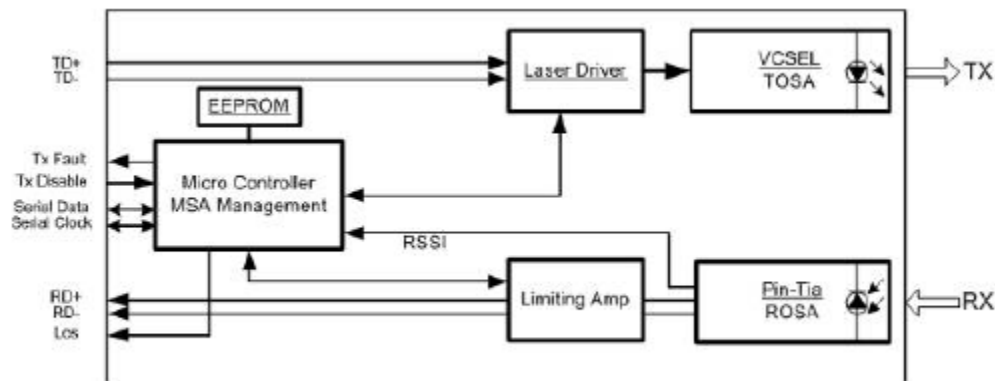 TD+
TD-
Laser Driver
VCSEL
TOSA
TX
EEPROM
Tx Fault
Tx Disable
Serial Data
Serial Clock
Micro Controller
MSA Management
RSSI
RD+
RD-
Los
Limiting Amp
Pin-Tia
ROSA
RX